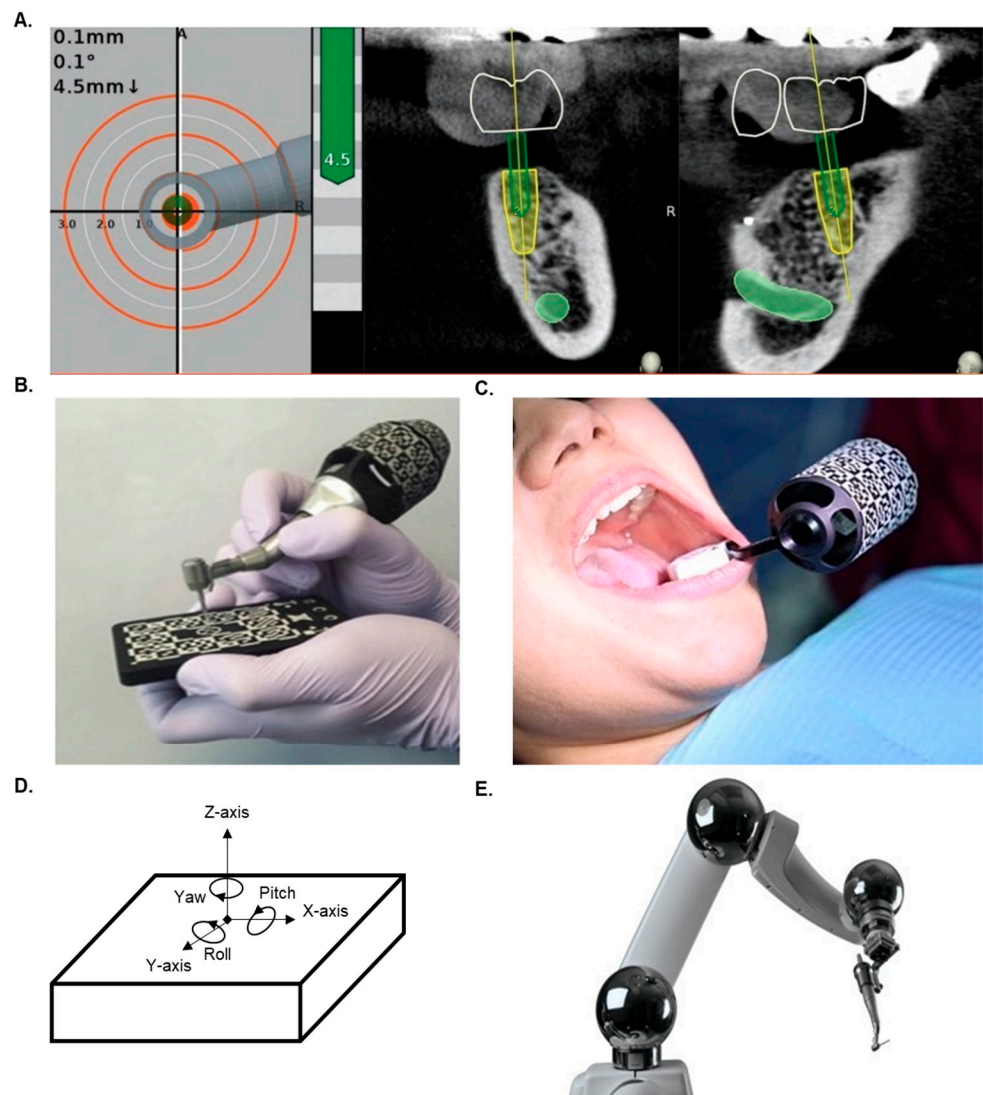 A.
0.1mm
0.1°
4.5mm↓
A
4.5
3.0 2.0 1.0 R
R
B.
C.
D.
Z-axis
Yaw Pitch
X-axis
Roll
Y-axis
E.